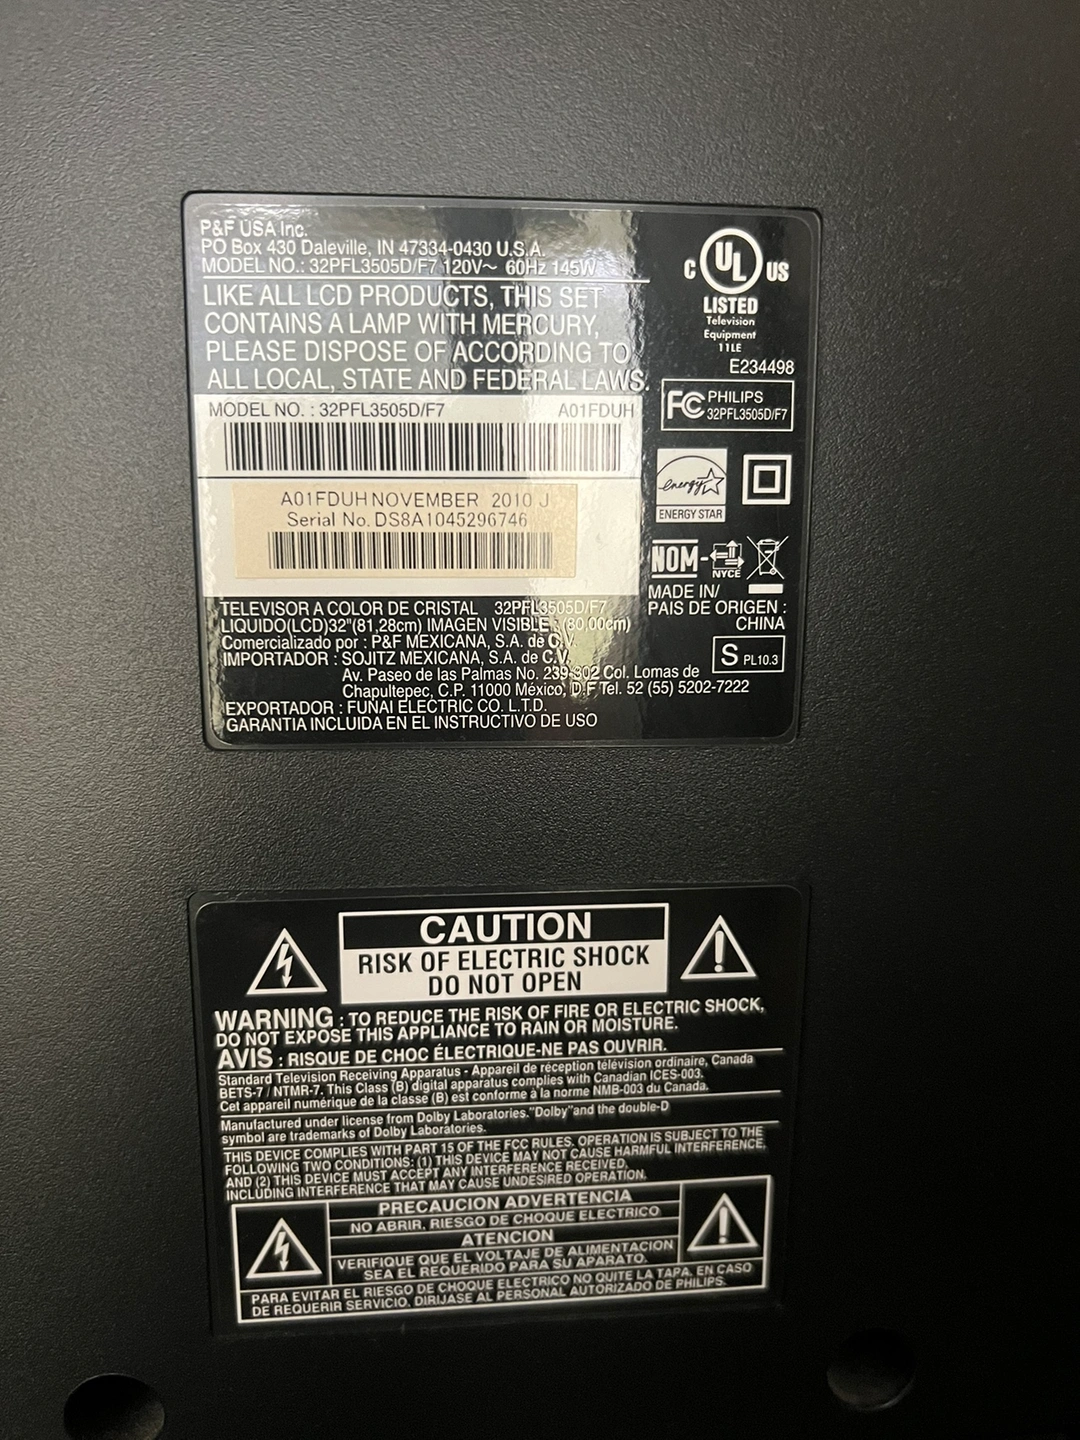 P&F USA Inc.
PO Box 430 Daleville, IN 47334-0430 U.S.A.
MODEL NO.: 32PFL3505D/F7 120V~ 60Hz 145W
LIKE ALL LCD PRODUCTS, THIS SET
CONTAINS A LAMP WITH MERCURY,
PLEASE DISPOSE OF ACCORDING TO
ALL LOCAL, STATE AND FEDERAL LAWS.
MODEL NO. : 32PFL3505D/F7 A01FDUH
A01FDUH NOVEMBER 2010 J
Serial No. DS8A1045296746
TELEVISOR A COLOR DE CRISTAL 32PFL3505D/F7
LIQUIDO(LCD)32"(81,28cm) IMAGEN VISIBLE : (80,00cm)
Comercializado por : P&F MEXICANA, S.A. de C.V.
IMPORTADOR : SOJITZ MEXICANA, S.A. de C.V.
Av. Paseo de las Palmas No. 239-302 Col. Lomas de
Chapultepec, C.P. 11000 México, D.F Tel. 52 (55) 5202-7222
EXPORTADOR : FUNAI ELECTRIC CO. L.T.D.
GARANTIA INCLUIDA EN EL INSTRUCTIVO DE USO
C UL US
LISTED
Television
Equipment
11LE
E234498
FC PHILIPS
32PFL3505D/F7
energy
ENERGY STAR
NOM-
NYCE
MADE IN/
PAIS DE ORIGEN :
CHINA
S PL10.3
CAUTION
RISK OF ELECTRIC SHOCK
DO NOT OPEN
WARNING : TO REDUCE THE RISK OF FIRE OR ELECTRIC SHOCK,
DO NOT EXPOSE THIS APPLIANCE TO RAIN OR MOISTURE.
AVIS : RISQUE DE CHOC ÉLECTRIQUE-NE PAS OUVRIR.
Standard Television Receiving Apparatus - Appareil de réception télévision ordinaire, Canada
BETS-7 / NTMR-7. This Class (B) digital apparatus complies with Canadian ICES-003.
Cet appareil numérique de la classe (B) est conforme à la norme NMB-003 du Canada.
Manufactured under license from Dolby Laboratories."Dolby"and the double-D
symbol are trademarks of Dolby Laboratories.
THIS DEVICE COMPLIES WITH PART 15 OF THE FCC RULES. OPERATION IS SUBJECT TO THE
FOLLOWING TWO CONDITIONS: (1) THIS DEVICE MAY NOT CAUSE HARMFUL INTERFERENCE,
AND (2) THIS DEVICE MUST ACCEPT ANY INTERFERENCE RECEIVED,
INCLUDING INTERFERENCE THAT MAY CAUSE UNDESIRED OPERATION.
PRECAUCION ADVERTENCIA
NO ABRIR, RIESGO DE CHOQUE ELECTRICO
ATENCION
VERIFIQUE QUE EL VOLTAJE DE ALIMENTACION
SEA EL REQUERIDO PARA SU APARATO.
PARA EVITAR EL RIESGO DE CHOQUE ELECTRICO NO QUITE LA TAPA. EN CASO
DE REQUERIR SERVICIO. DIRIJASE AL PERSONAL AUTORIZADO DE PHILIPS.